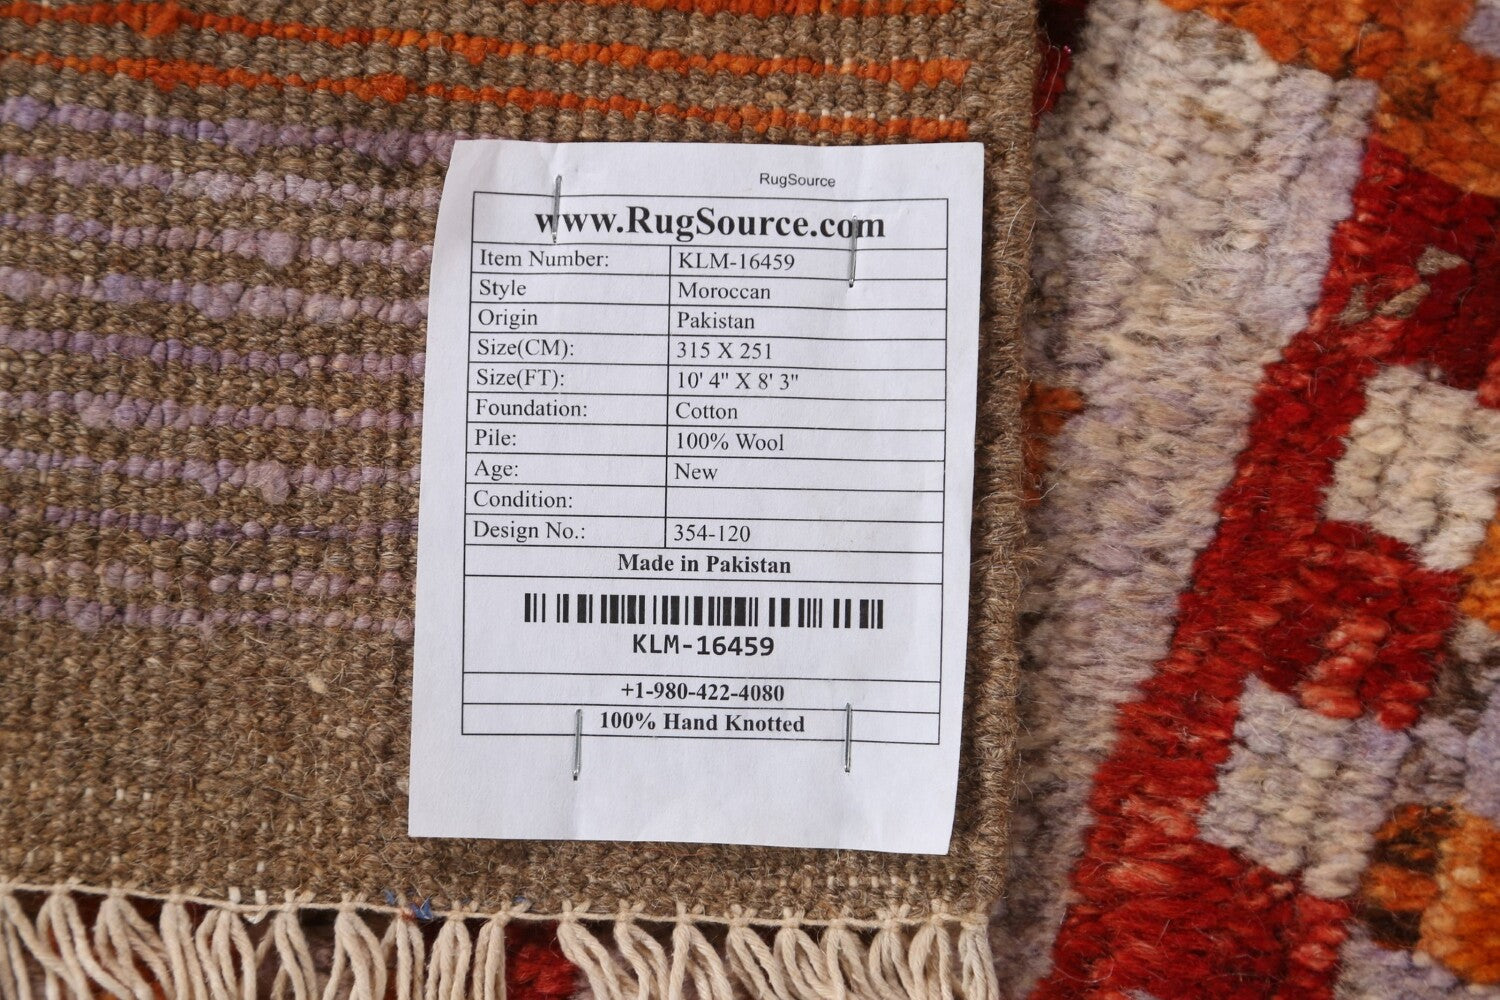 RugSource
www.RugSource.com
Item Number: KLM-16459
Style Moroccan
Origin Pakistan
Size(CM): 315 X 251
Size(FT): 10' 4" X 8' 3"
Foundation: Cotton
Pile: 100% Wool
Age: New
Condition:
Design No.: 354-120
Made in Pakistan
KLM-16459
+1-980-422-4080
100% Hand Knotted